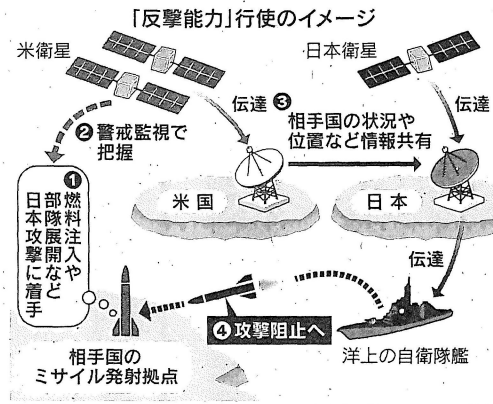 「反撃能力」行使のイメージ
米衛星
日本衛星
伝達
❸
相手国の状況や
位置など情報共有
伝達
❷警戒監視で
把握
米国
日本
❶
燃料注入や
部隊展開など
日本攻撃に着手
伝達
❹攻撃阻止へ
相手国の
ミサイル発射拠点
洋上の自衛隊艦